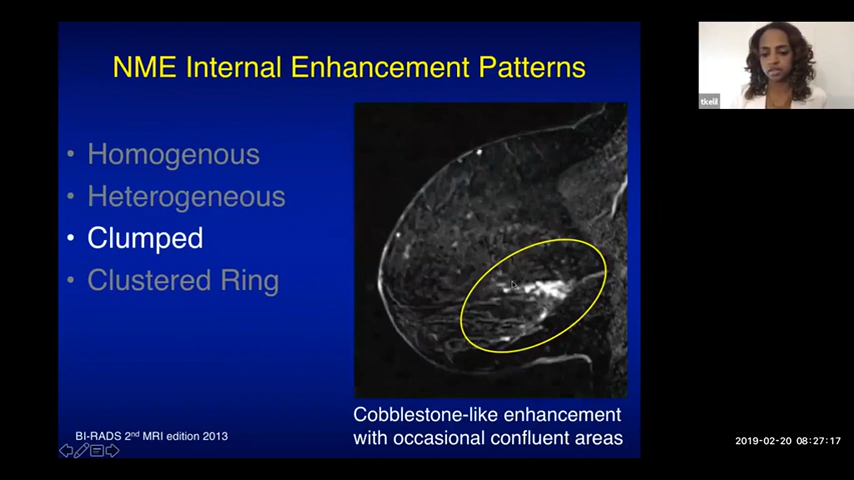 NME Internal Enhancement Patterns
• Homogenous
• Heterogeneous
• Clumped
• Clustered Ring
Cobblestone-like enhancement
with occasional confluent areas
BI-RADS 2nd MRI edition 2013
tkelil
2019-02-20 08:27:17